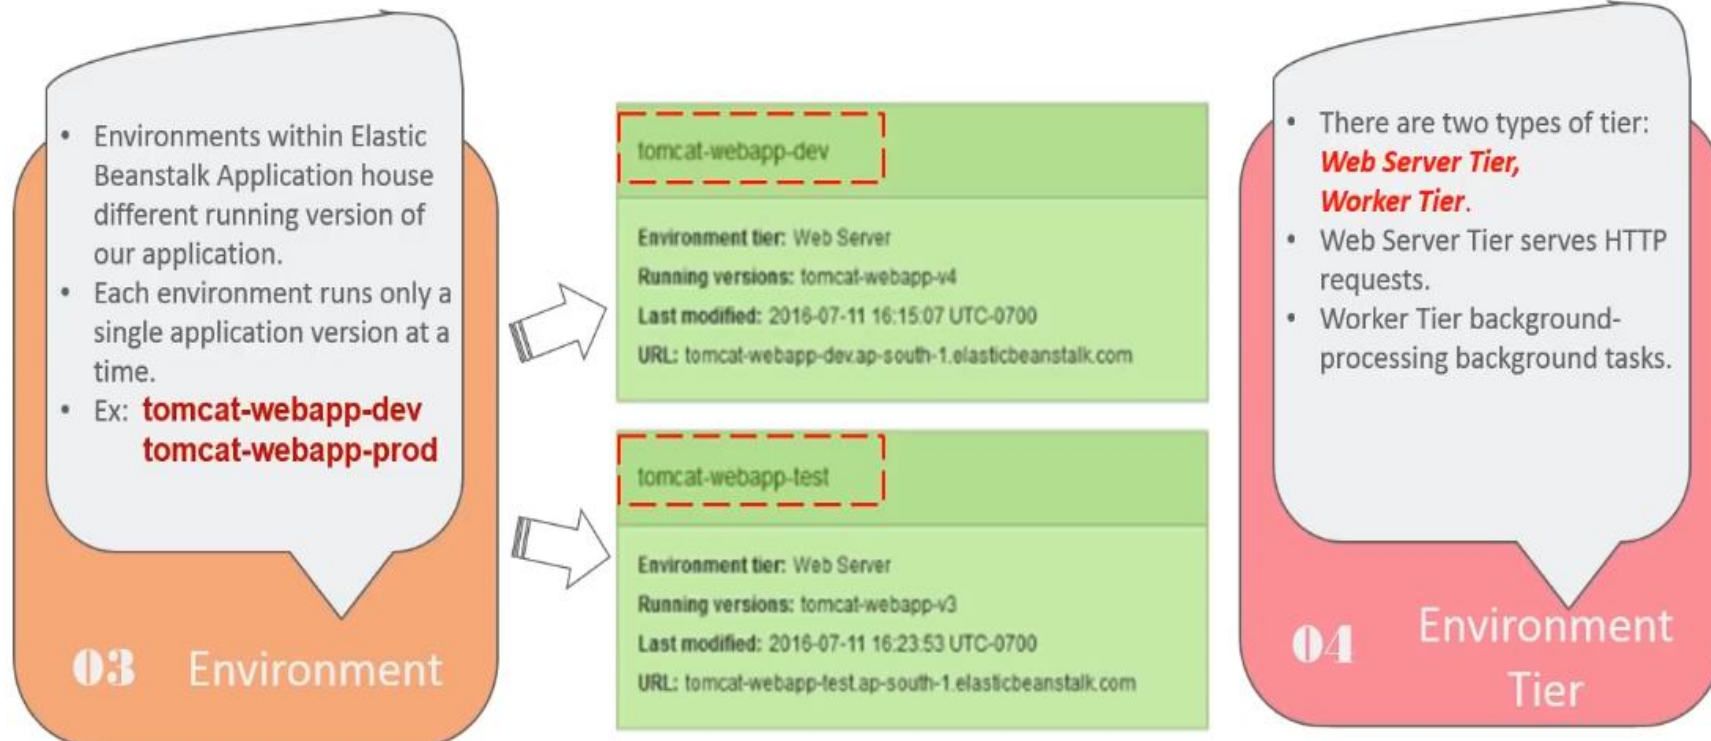 • Environments within Elastic
Beanstalk Application house
different running version of
our application.
• Each environment runs only a
single application version at a
time.
• Ex: tomcat-webapp-dev
tomcat-webapp-prod
03 Environment
tomcat-webapp-dev
Environment tier: Web Server
Running versions: tomcat-webapp-v4
Last modified: 2016-07-11 16:15:07 UTC-0700
URL: tomcat-webapp-dev.ap-south-1.elasticbeanstalk.com
tomcat-webapp-test
Environment tier: Web Server
Running versions: tomcat-webapp-v3
Last modified: 2016-07-11 16:23:53 UTC-0700
URL: tomcat-webapp-test.ap-south-1.elasticbeanstalk.com
• There are two types of tier:
Web Server Tier,
Worker Tier.
• Web Server Tier serves HTTP
requests.
• Worker Tier background-
processing background tasks.
04 Environment
Tier